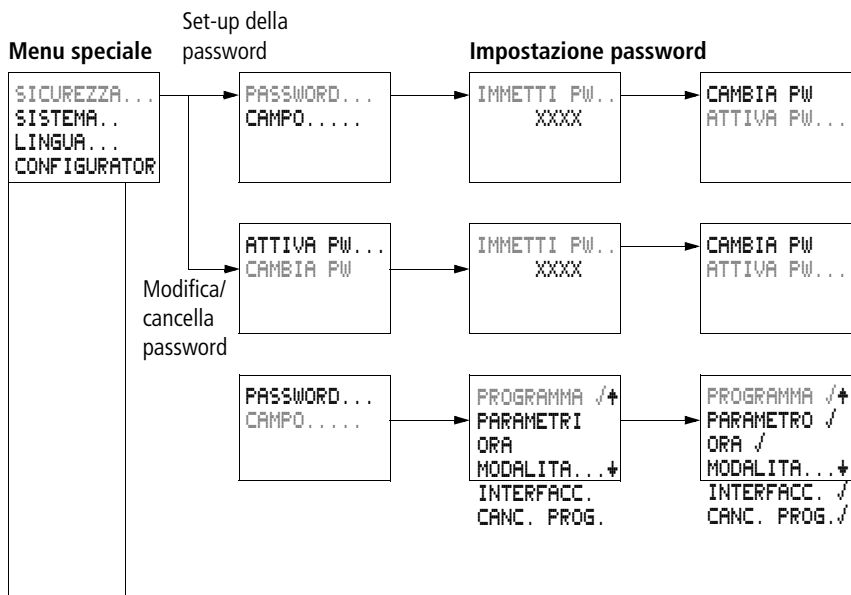 Set-up della
password
Menu speciale
Impostazione password
SICUREZZA...
SISTEMA..
LINGUA...
CONFIGURATOR
PASSWORD...
CAMPO.....
IMMETTI PW..
XXXX
CAMBIA PW
ATTIVA PW...
ATTIVA PW...
CAMBIA PW
IMMETTI PW..
XXXX
CAMBIA PW
ATTIVA PW...
Modifica/
cancella
password
PASSWORD...
CAMPO.....
PROGRAMMA √↑
PARAMETRI
ORA
MODALITA...↓
INTERFACC.
CANC. PROG.
PROGRAMMA √↑
PARAMETRO √
ORA √
MODALITA...↓
INTERFACC. √
CANC. PROG.√